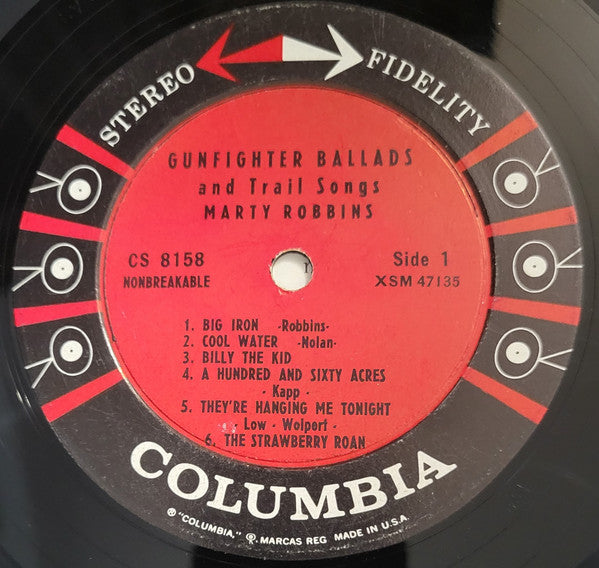 STEREO FIDELITY
GUNFIGHTER BALLADS
and Trail Songs
MARTY ROBBINS
CS 8158
NONBREAKABLE
Side 1
XSM 47135
1
1. BIG IRON -Robbins-
2. COOL WATER -Nolan-
3. BILLY THE KID
4. A HUNDRED AND SIXTY ACRES
- Kapp -
5. THEY'RE HANGING ME TONIGHT
- Low - Wolpert -
6. THE STRAWBERRY ROAN
COLUMBIA
® "COLUMBIA," ℗. MARCAS REG MADE IN U.S.A.